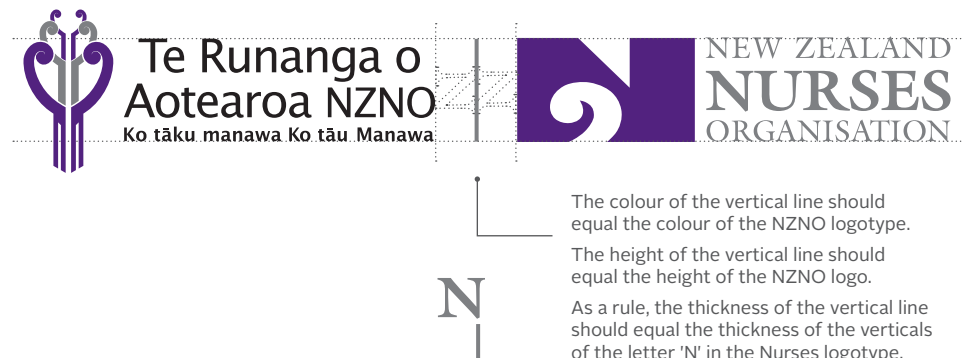 Te Runanga o
Aotearoa NZNO
Ko tāku manawa Ko tāu Manawa
NEW ZEALAND
NURSES
ORGANISATION
The colour of the vertical line should
equal the colour of the NZNO logotype.
The height of the vertical line should
equal the height of the NZNO logo.
N
As a rule, the thickness of the vertical line
should equal the thickness of the verticals
of the letter 'N' in the Nurses logotype.